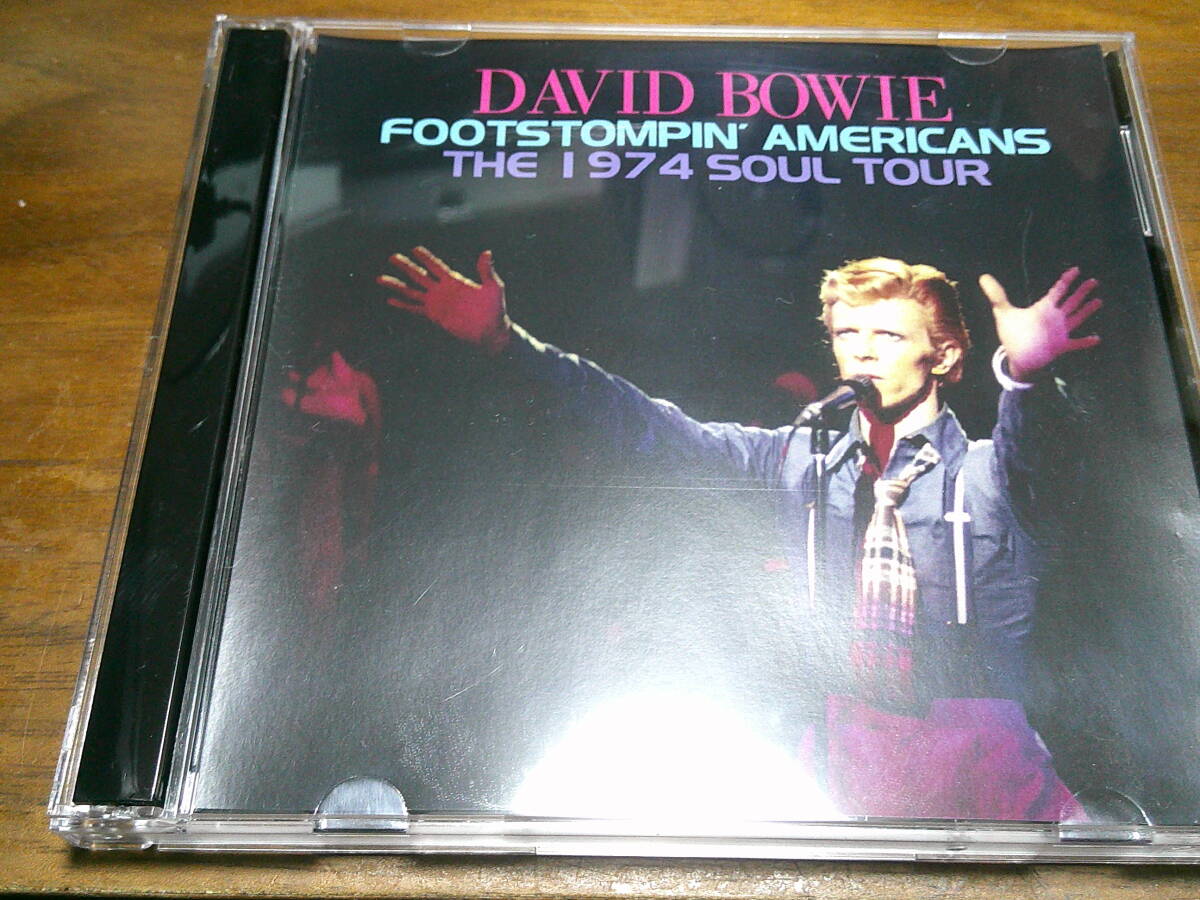 DAVID BOWIE
FOOTSTOMPIN' AMERICANS
THE 1974 SOUL TOUR